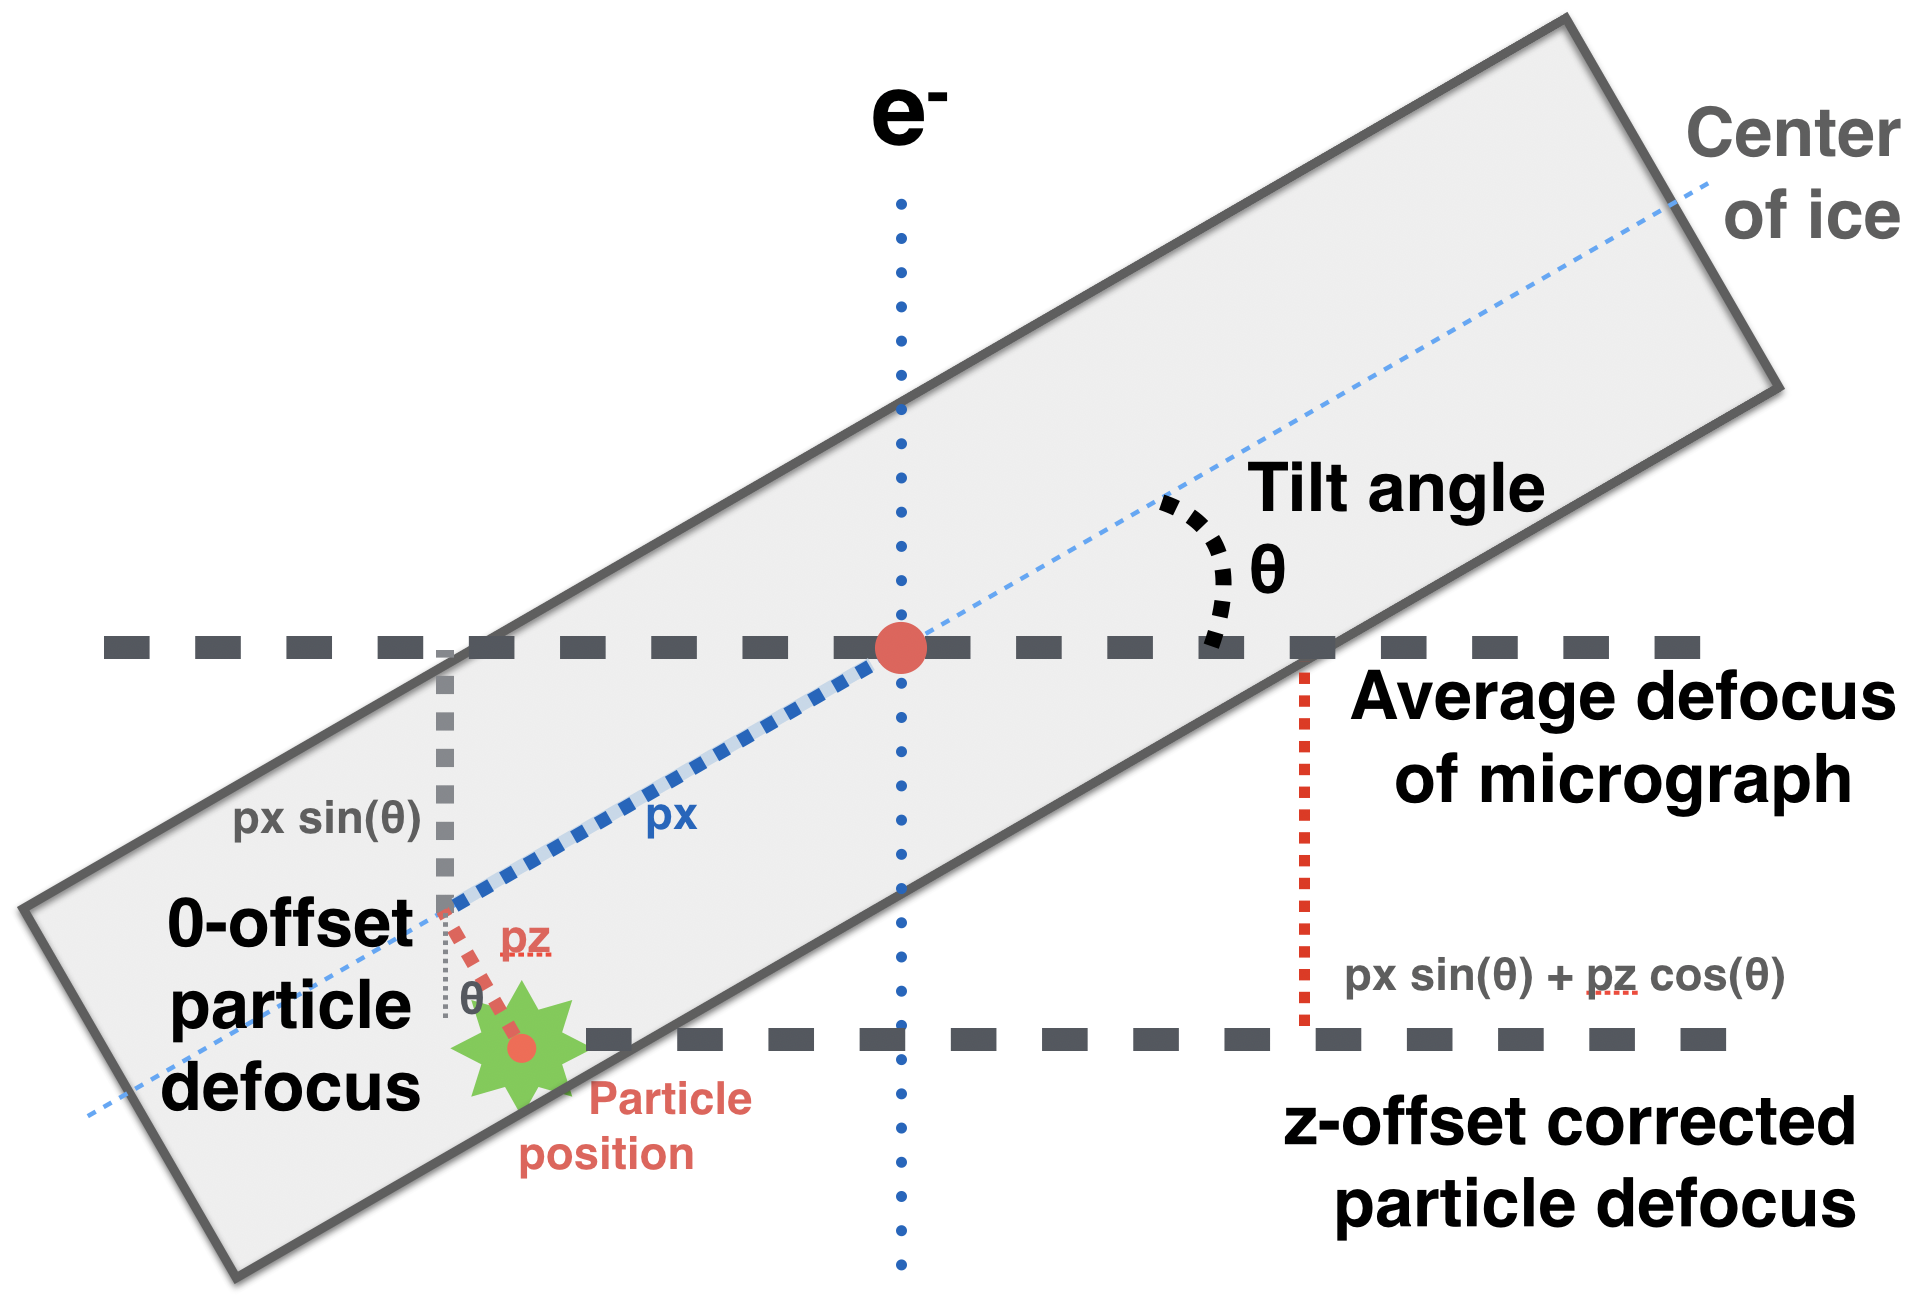 e-
Center
of ice
Tilt angle
θ
Average defocus
of micrograph
px sin(θ)
px
0-offset
particle
defocus
pz
θ
px sin(θ) + pz cos(θ)
Particle
position
z-offset corrected
particle defocus